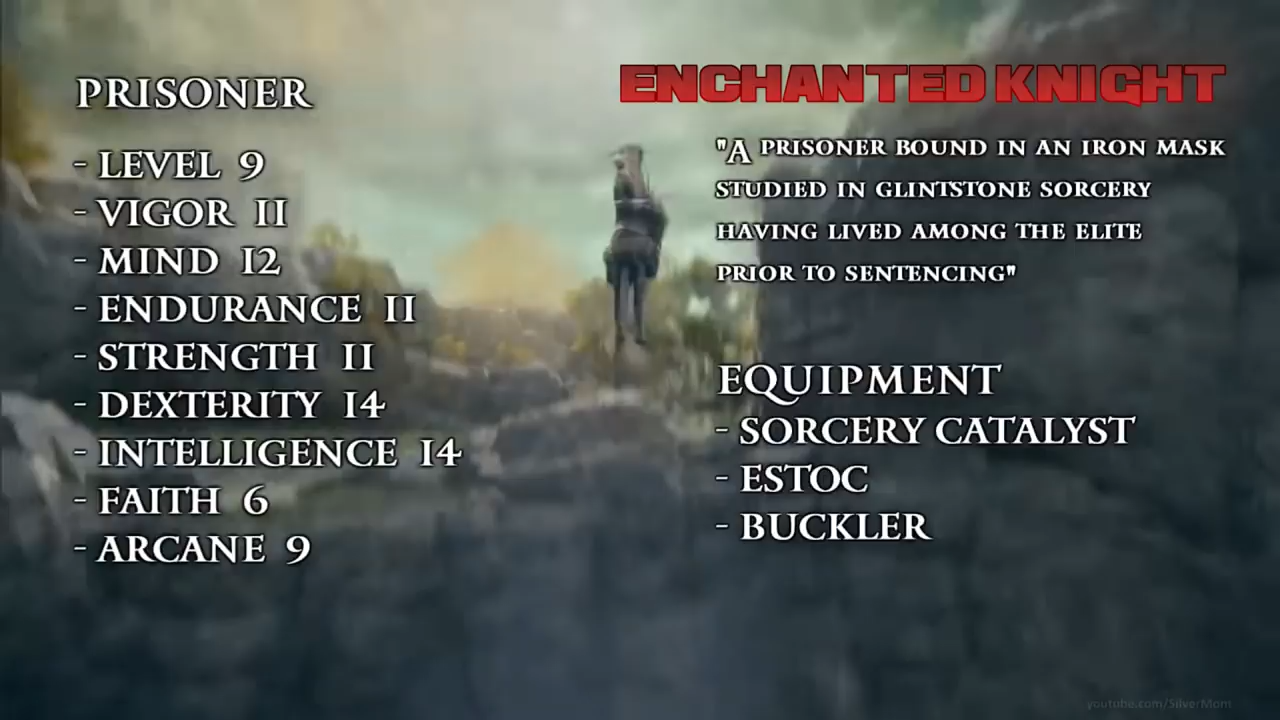 PRISONER
- LEVEL 9
- VIGOR 11
- MIND 12
- ENDURANCE 11
- STRENGTH 11
- DEXTERITY 14
- INTELLIGENCE 14
- FAITH 6
- ARCANE 9
ENCHANTED KNIGHT
"A PRISONER BOUND IN AN IRON MASK
STUDIED IN GLINTSTONE SORCERY
HAVING LIVED AMONG THE ELITE
PRIOR TO SENTENCING"
EQUIPMENT
- SORCERY CATALYST
- ESTOC
- BUCKLER
youtube.com/SilverMont